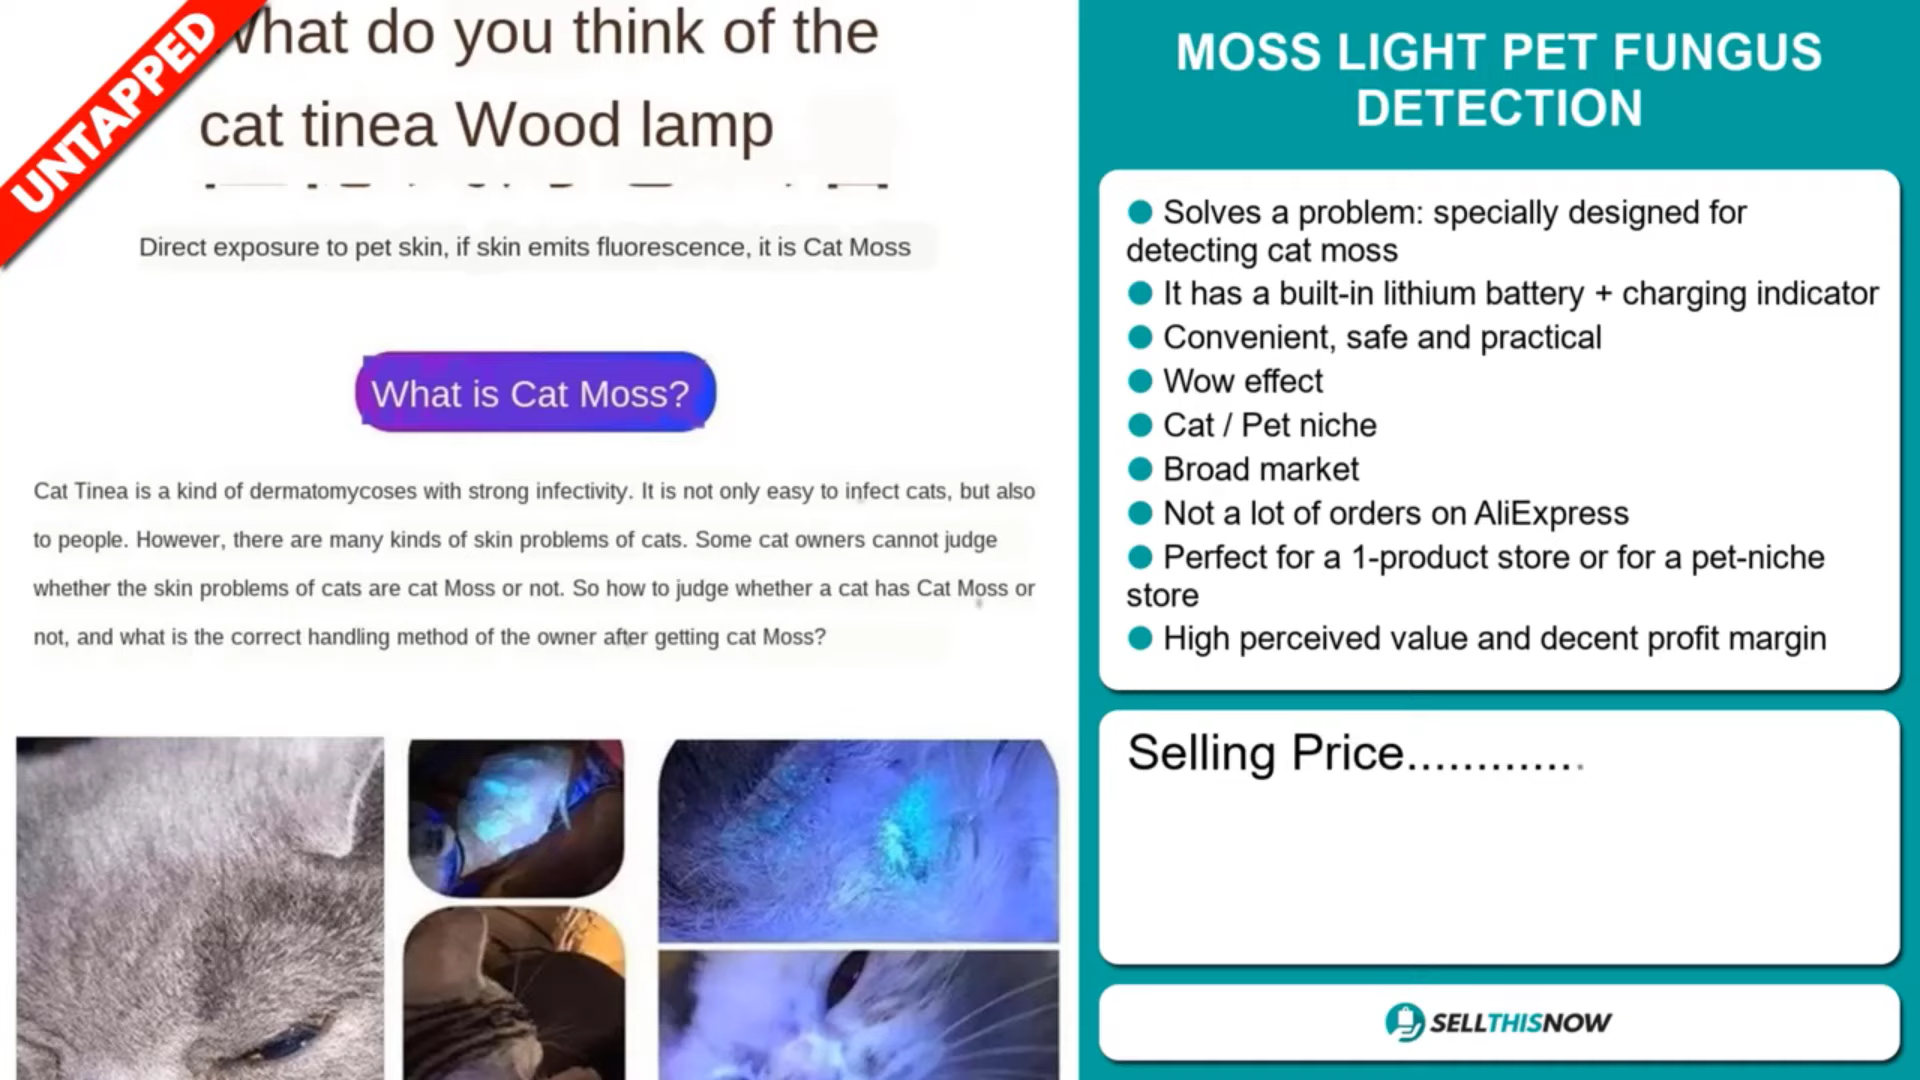 UNTAPPED
What do you think of the
cat tinea Wood lamp
Direct exposure to pet skin, if skin emits fluorescence, it is Cat Moss
What is Cat Moss?
Cat Tinea is a kind of dermatomycoses with strong infectivity. It is not only easy to infect cats, but also
to people. However, there are many kinds of skin problems of cats. Some cat owners cannot judge
whether the skin problems of cats are cat Moss or not. So how to judge whether a cat has Cat Moss or
not, and what is the correct handling method of the owner after getting cat Moss?
MOSS LIGHT PET FUNGUS
DETECTION
● Solves a problem: specially designed for
detecting cat moss
● It has a built-in lithium battery + charging indicator
● Convenient, safe and practical
● Wow effect
● Cat / Pet niche
● Broad market
● Not a lot of orders on AliExpress
● Perfect for a 1-product store or for a pet-niche
store
● High perceived value and decent profit margin
Selling Price.............
SELLTHISNOW